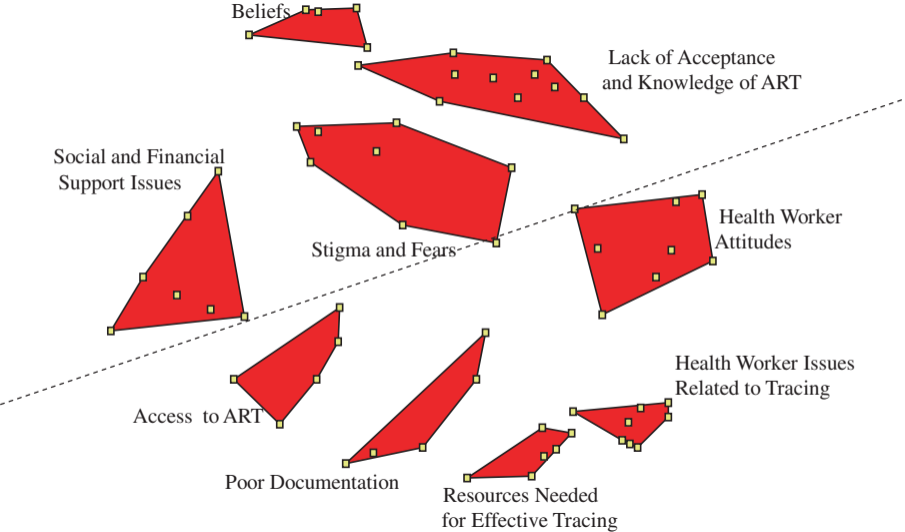 Beliefs
Lack of Acceptance
and Knowledge of ART
Social and Financial
Support Issues
Stigma and Fears
Health Worker
Attitudes
Access to ART
Health Worker Issues
Related to Tracing
Poor Documentation
Resources Needed
for Effective Tracing